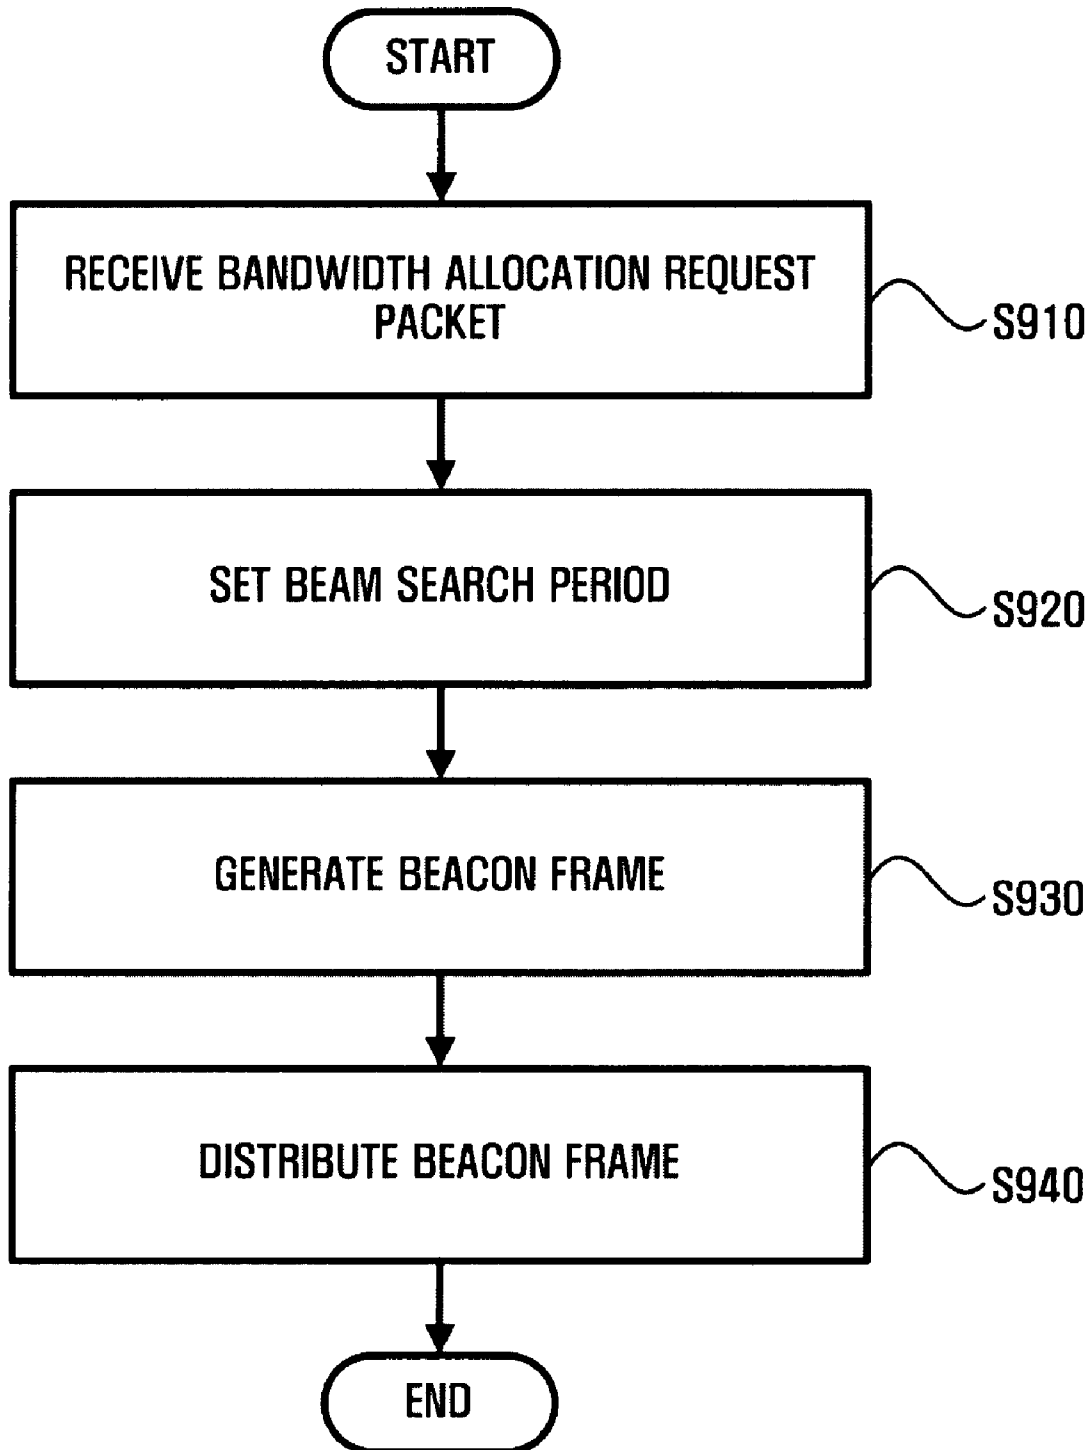 START
RECEIVE BANDWIDTH ALLOCATION REQUEST
PACKET
S910
SET BEAM SEARCH PERIOD
S920
GENERATE BEACON FRAME
S930
DISTRIBUTE BEACON FRAME
S940
END